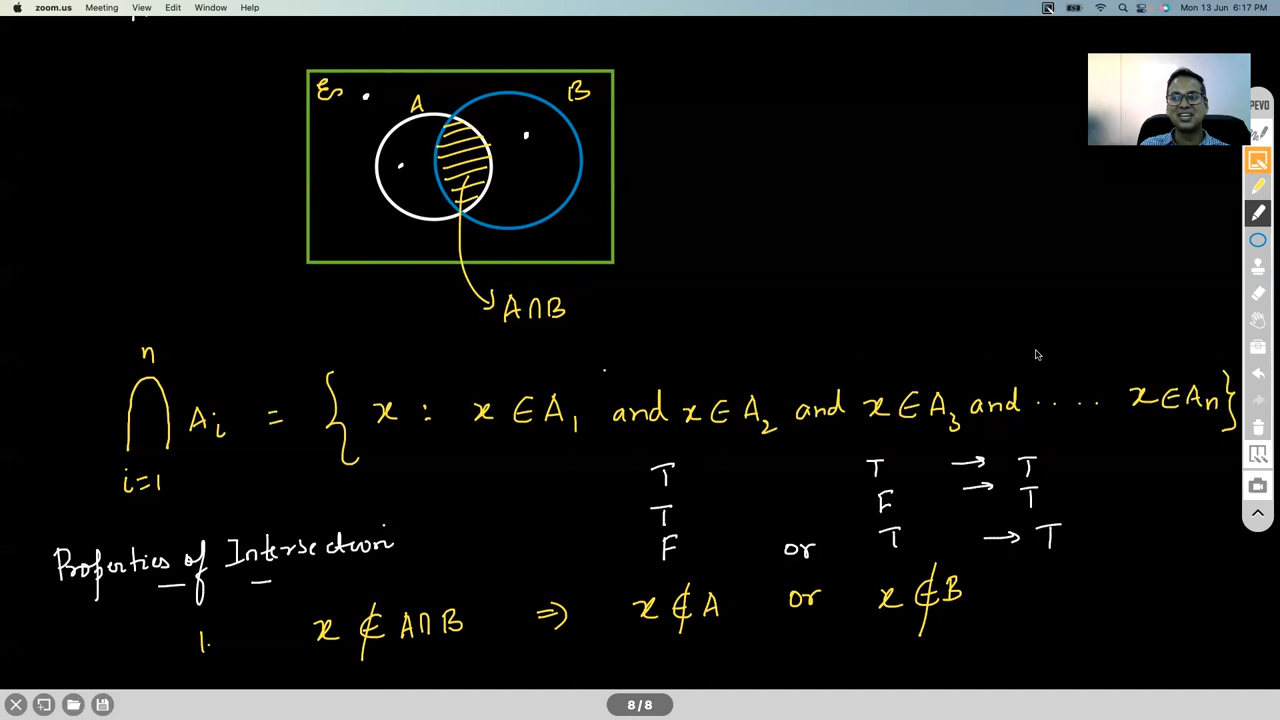 zoom.us Meeting View Edit Window Help Mon 13 Jun 6:17 PM
A B
A∩B
n
⋂ Aᵢ = { x : x ∈ A₁ and x ∈ A₂ and x ∈ A₃ and .... x ∈ Aₙ }
i=1
T T → T
T F → T
F or T → T
Properties of Intersection
1. x ∉ A∩B ⇒ x ∉ A or x ∉ B
8/8